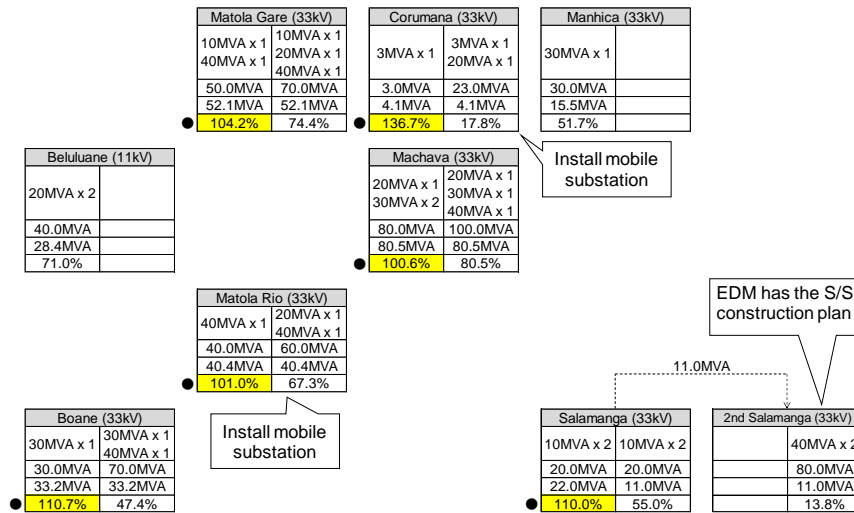 Matola Gare (33kV)
10MVA x 1
40MVA x 1
10MVA x 1
20MVA x 1
40MVA x 1
50.0MVA 70.0MVA
52.1MVA 52.1MVA
● 104.2% 74.4%
Corumana (33kV)
3MVA x 1
3MVA x 1
20MVA x 1
3.0MVA 23.0MVA
4.1MVA 4.1MVA
● 136.7% 17.8%
Manhica (33kV)
30MVA x 1
30.0MVA
15.5MVA
51.7%
Install mobile
substation
Beluluane (11kV)
20MVA x 2
40.0MVA
28.4MVA
71.0%
Machava (33kV)
20MVA x 1
30MVA x 2
20MVA x 1
30MVA x 1
40MVA x 1
80.0MVA 100.0MVA
80.5MVA 80.5MVA
● 100.6% 80.5%
Matola Rio (33kV)
40MVA x 1
20MVA x 1
40MVA x 1
40.0MVA 60.0MVA
40.4MVA 40.4MVA
● 101.0% 67.3%
Install mobile
substation
EDM has the S/S
construction plan
11.0MVA
Boane (33kV)
30MVA x 1
30MVA x 1
40MVA x 1
30.0MVA 70.0MVA
33.2MVA 33.2MVA
● 110.7% 47.4%
Salamanga (33kV)
10MVA x 2 10MVA x 2
20.0MVA 20.0MVA
22.0MVA 11.0MVA
● 110.0% 55.0%
2nd Salamanga (33kV)
40MVA x 2
80.0MVA
11.0MVA
13.8%